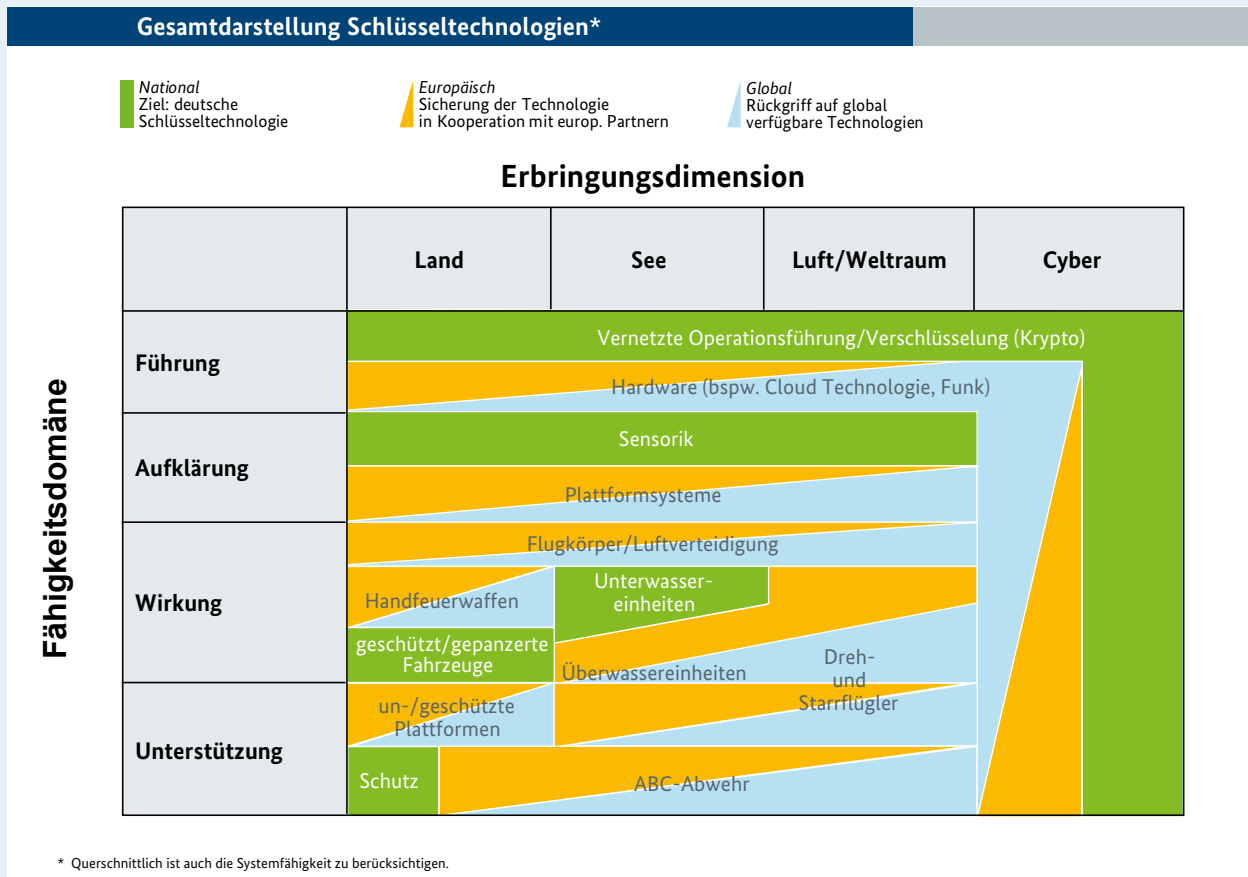 Gesamtdarstellung Schlüsseltechnologien*
National
Ziel: deutsche
Schlüsseltechnologie
Europäisch
Sicherung der Technologie
in Kooperation mit europ. Partnern
Global
Rückgriff auf global
verfügbare Technologien
Erbringungsdimension
Land
See
Luft/Weltraum
Cyber
Fähigkeitsdomäne
Führung
Vernetzte Operationsführung/Verschlüsselung (Krypto)
Hardware (bspw. Cloud Technologie, Funk)
Aufklärung
Sensorik
Plattformsysteme
Wirkung
Flugkörper/Luftverteidigung
Handfeuerwaffen
Unterwasser-
einheiten
geschützt/gepanzerte
Fahrzeuge
Überwassereinheiten
Dreh-
und
Starrflügler
Unterstützung
un-/geschützte
Plattformen
Schutz
ABC-Abwehr
* Querschnittlich ist auch die Systemfähigkeit zu berücksichtigen.